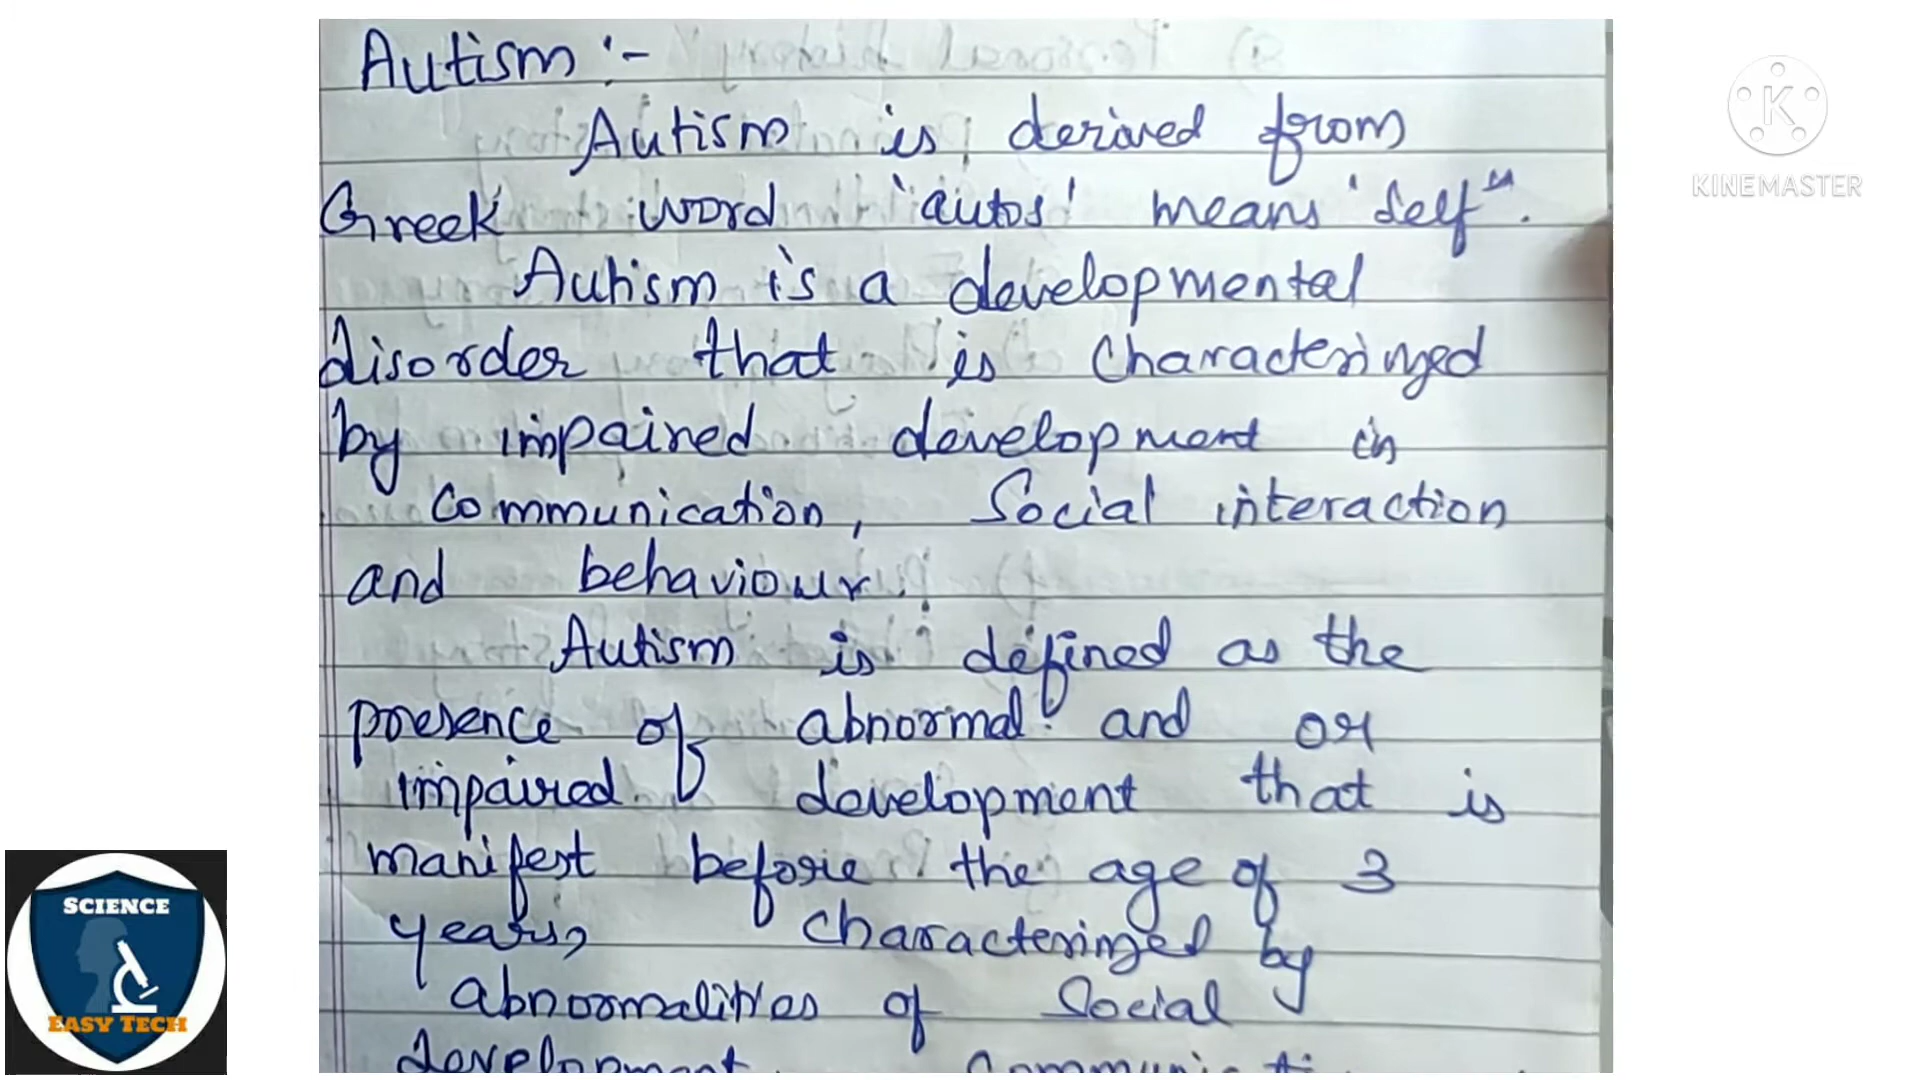 Autism :-
Autism is derived from
Greek word 'autos' means 'self".
Autism is a developmental
disorder that is characterized
by impaired development in
communication, Social interaction
and behaviour.
Autism is defined as the
presence of abnormal and or
impaired development that is
manifest before the age of 3
years, characterized by
abnormalities of Social
development communicati
K
KINEMASTER
SCIENCE
EASY TECH